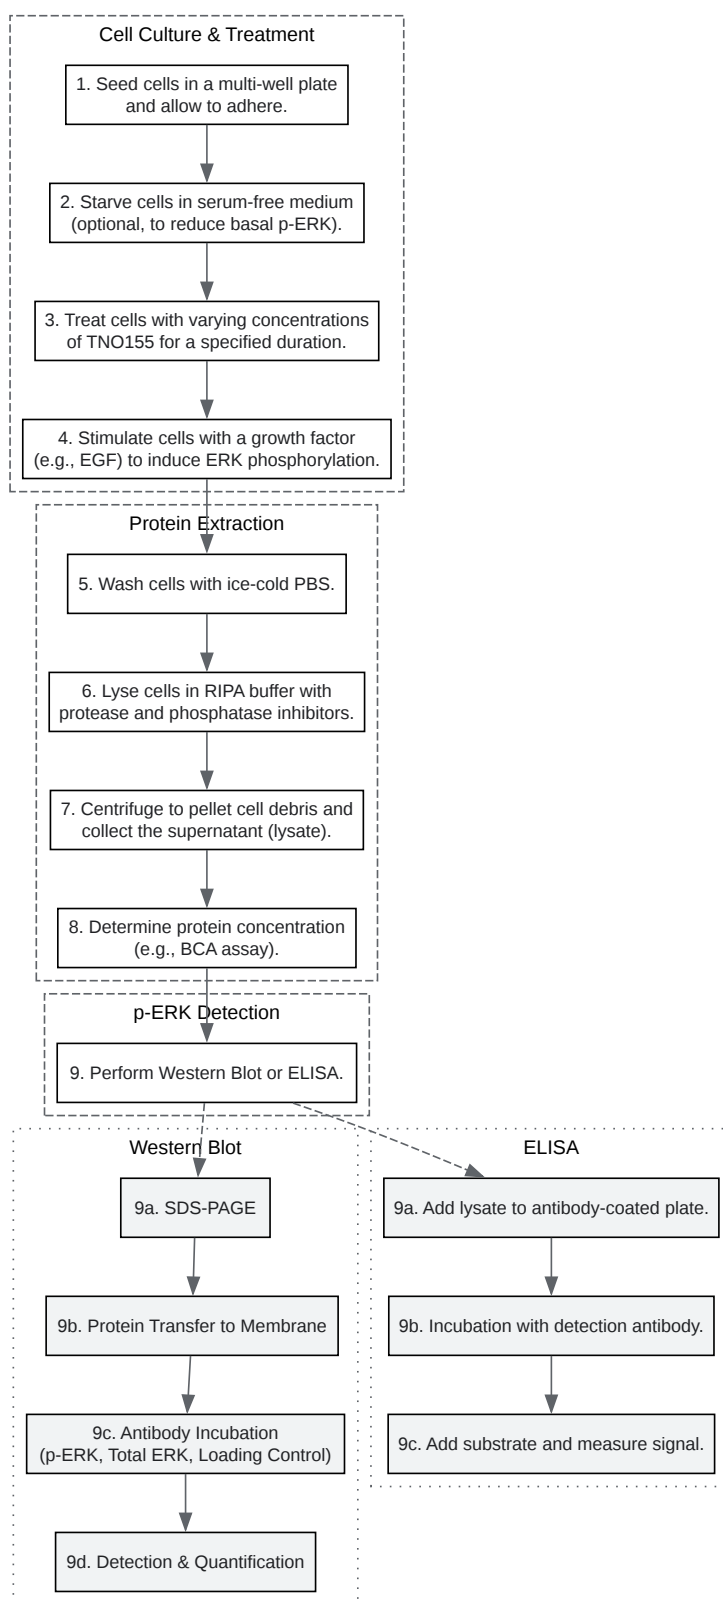 Cell Culture & Treatment
1. Seed cells in a multi-well plate
and allow to adhere.
2. Starve cells in serum-free medium
(optional, to reduce basal p-ERK).
3. Treat cells with varying concentrations
of TNO155 for a specified duration.
4. Stimulate cells with a growth factor
(e.g., EGF) to induce ERK phosphorylation.
Protein Extraction
5. Wash cells with ice-cold PBS.
6. Lyse cells in RIPA buffer with
protease and phosphatase inhibitors.
7. Centrifuge to pellet cell debris and
collect the supernatant (lysate).
8. Determine protein concentration
(e.g., BCA assay).
p-ERK Detection
9. Perform Western Blot or ELISA.
Western Blot
9a. SDS-PAGE
9b. Protein Transfer to Membrane
9c. Antibody Incubation
(p-ERK, Total ERK, Loading Control)
9d. Detection & Quantification
ELISA
9a. Add lysate to antibody-coated plate.
9b. Incubation with detection antibody.
9c. Add substrate and measure signal.